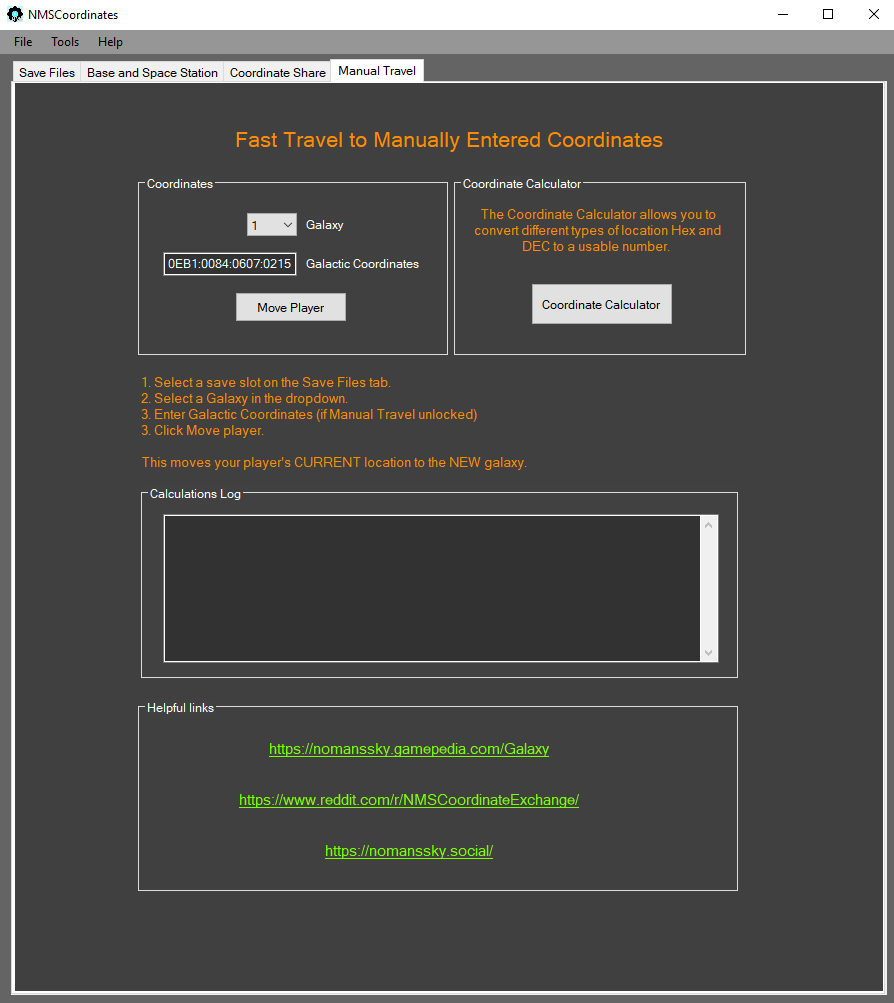 NMSCoordinates
File Tools Help
Save Files Base and Space Station Coordinate Share Manual Travel
Fast Travel to Manually Entered Coordinates
Coordinates
1 Galaxy
0EB1:0084:0607:0215 Galactic Coordinates
Move Player
Coordinate Calculator
The Coordinate Calculator allows you to
convert different types of location Hex and
DEC to a usable number.
Coordinate Calculator
1. Select a save slot on the Save Files tab.
2. Select a Galaxy in the dropdown.
3. Enter Galactic Coordinates (if Manual Travel unlocked)
3. Click Move player.
This moves your player's CURRENT location to the NEW galaxy.
Calculations Log
Helpful links
https://nomanssky.gamepedia.com/Galaxy
https://www.reddit.com/r/NMSCoordinateExchange/
https://nomanssky.social/